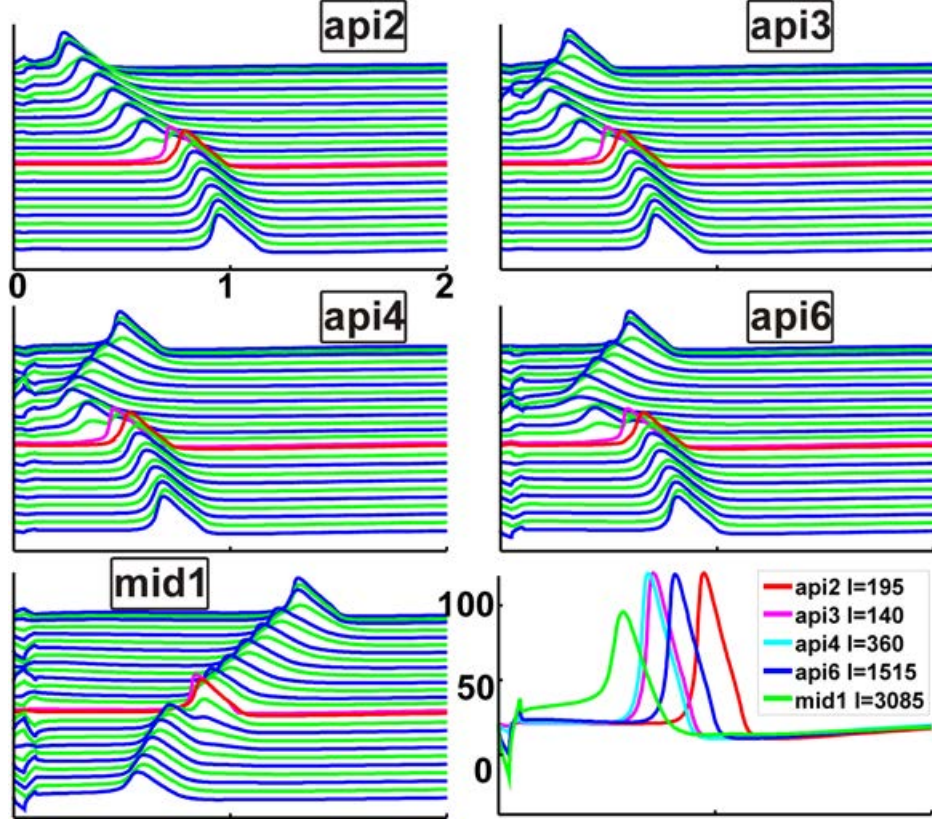 api2
api3
0 1 2
api4
api6
mid1
100
50
0
api2 I=195
api3 I=140
api4 I=360
api6 I=1515
mid1 I=3085